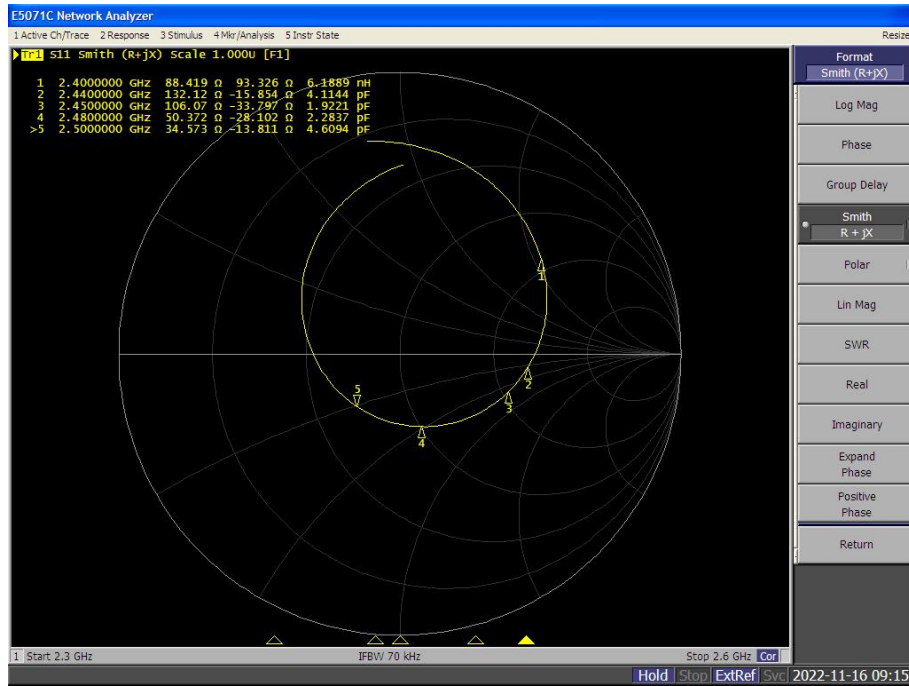 E5071C Network Analyzer
1 Active Ch/Trace 2 Response 3 Stimulus 4 Mkr/Analysis 5 Instr State
Resize
Tr1 S11 Smith (R+jX) Scale 1.000U [F1]
1 2.4000000 GHz 88.419 Ω 93.326 Ω 6.1889 nH
2 2.4400000 GHz 132.12 Ω -15.854 Ω 4.1144 pF
3 2.4500000 GHz 106.07 Ω -33.797 Ω 1.9221 pF
4 2.4800000 GHz 50.372 Ω -28.102 Ω 2.2837 pF
>5 2.5000000 GHz 34.573 Ω -13.811 Ω 4.6094 pF
1
2
3
4
5
Format
Smith (R+jX)
Log Mag
Phase
Group Delay
Smith
R + jX
Polar
Lin Mag
SWR
Real
Imaginary
Expand
Phase
Positive
Phase
Return
1 Start 2.3 GHz
IFBW 70 kHz
Stop 2.6 GHz Cor
Hold Stop ExtRef Svc 2022-11-16 09:15